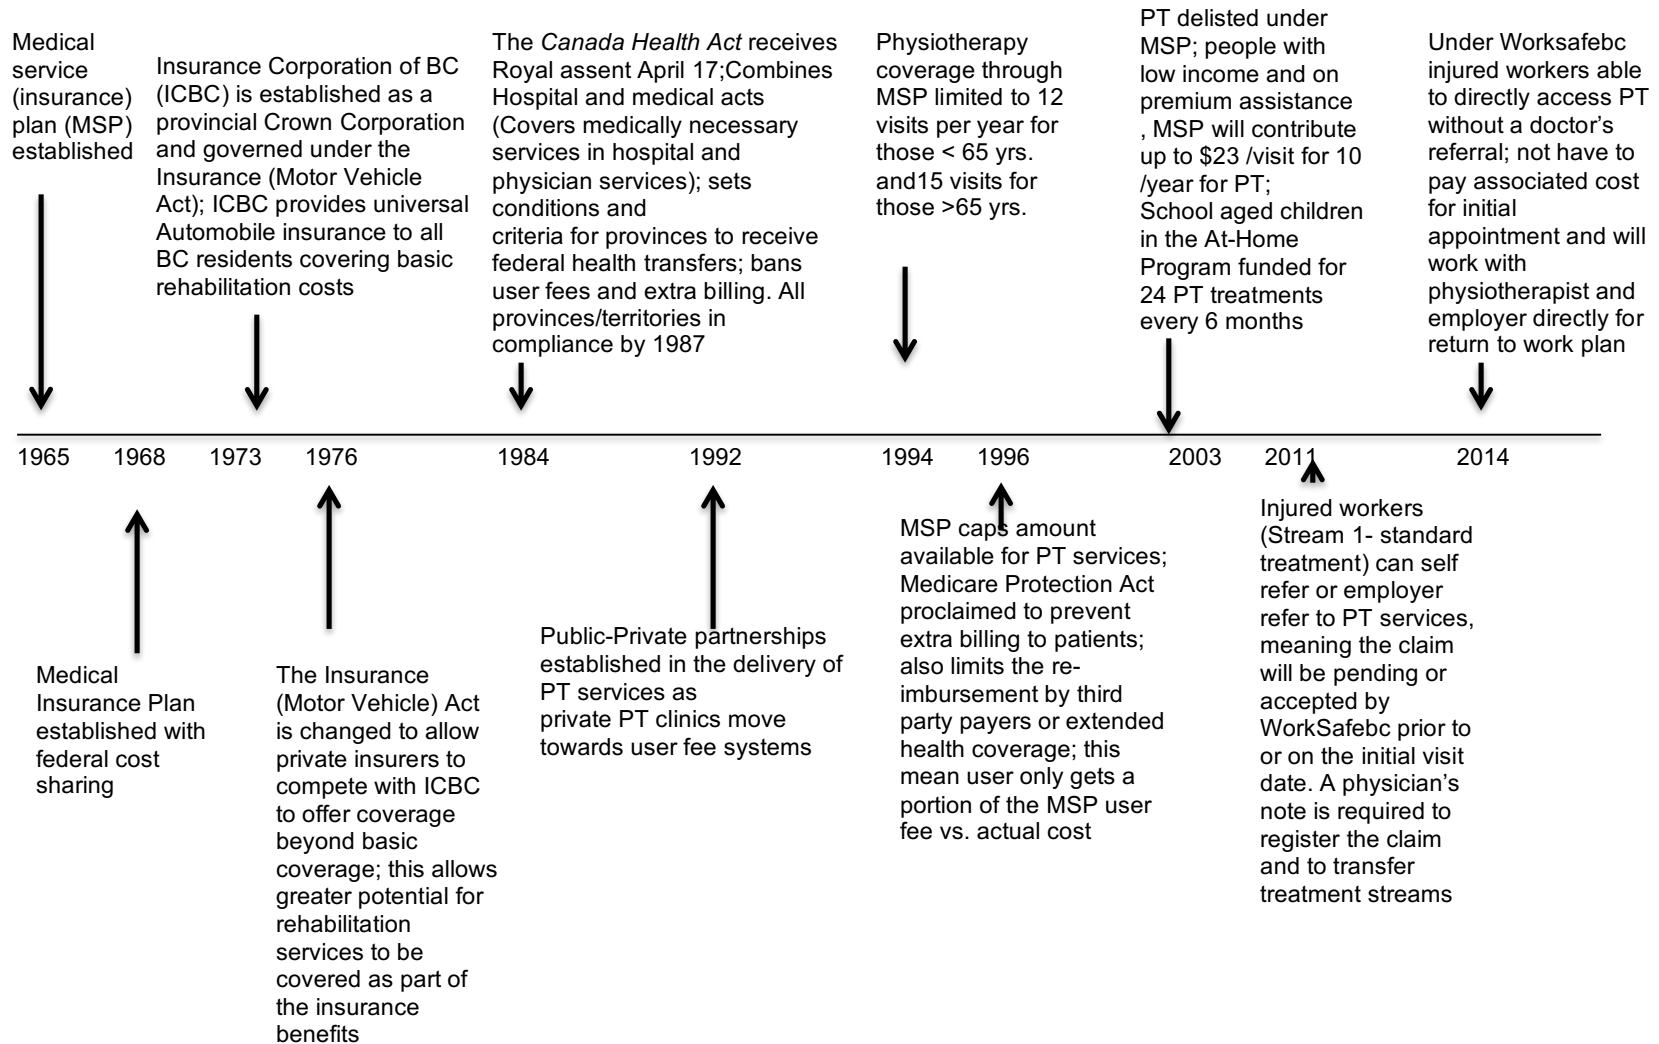 Medical
service
(insurance)
plan (MSP)
established
Insurance Corporation of BC
(ICBC) is established as a
provincial Crown Corporation
and governed under the
Insurance (Motor Vehicle
Act); ICBC provides universal
Automobile insurance to all
BC residents covering basic
rehabilitation costs
The Canada Health Act receives
Royal assent April 17;Combines
Hospital and medical acts
(Covers medically necessary
services in hospital and
physician services); sets
conditions and
criteria for provinces to receive
federal health transfers; bans
user fees and extra billing. All
provinces/territories in
compliance by 1987
Physiotherapy
coverage through
MSP limited to 12
visits per year for
those < 65 yrs.
and15 visits for
those >65 yrs.
PT delisted under
MSP; people with
low income and on
premium assistance
, MSP will contribute
up to $23 /visit for 10
/year for PT;
School aged children
in the At-Home
Program funded for
24 PT treatments
every 6 months
Under Worksafebc
injured workers able
to directly access PT
without a doctor's
referral; not have to
pay associated cost
for initial
appointment and will
work with
physiotherapist and
employer directly for
return to work plan
1965 1968 1973 1976 1984 1992 1994 1996 2003 2011 2014
Medical
Insurance Plan
established with
federal cost
sharing
The Insurance
(Motor Vehicle) Act
is changed to allow
private insurers to
compete with ICBC
to offer coverage
beyond basic
coverage; this allows
greater potential for
rehabilitation
services to be
covered as part of
the insurance
benefits
Public-Private partnerships
established in the delivery of
PT services as
private PT clinics move
towards user fee systems
MSP caps amount
available for PT services;
Medicare Protection Act
proclaimed to prevent
extra billing to patients;
also limits the re-
imbursement by third
party payers or extended
health coverage; this
mean user only gets a
portion of the MSP user
fee vs. actual cost
Injured workers
(Stream 1- standard
treatment) can self
refer or employer
refer to PT services,
meaning the claim
will be pending or
accepted by
WorkSafebc prior to
or on the initial visit
date. A physician's
note is required to
register the claim
and to transfer
treatment streams